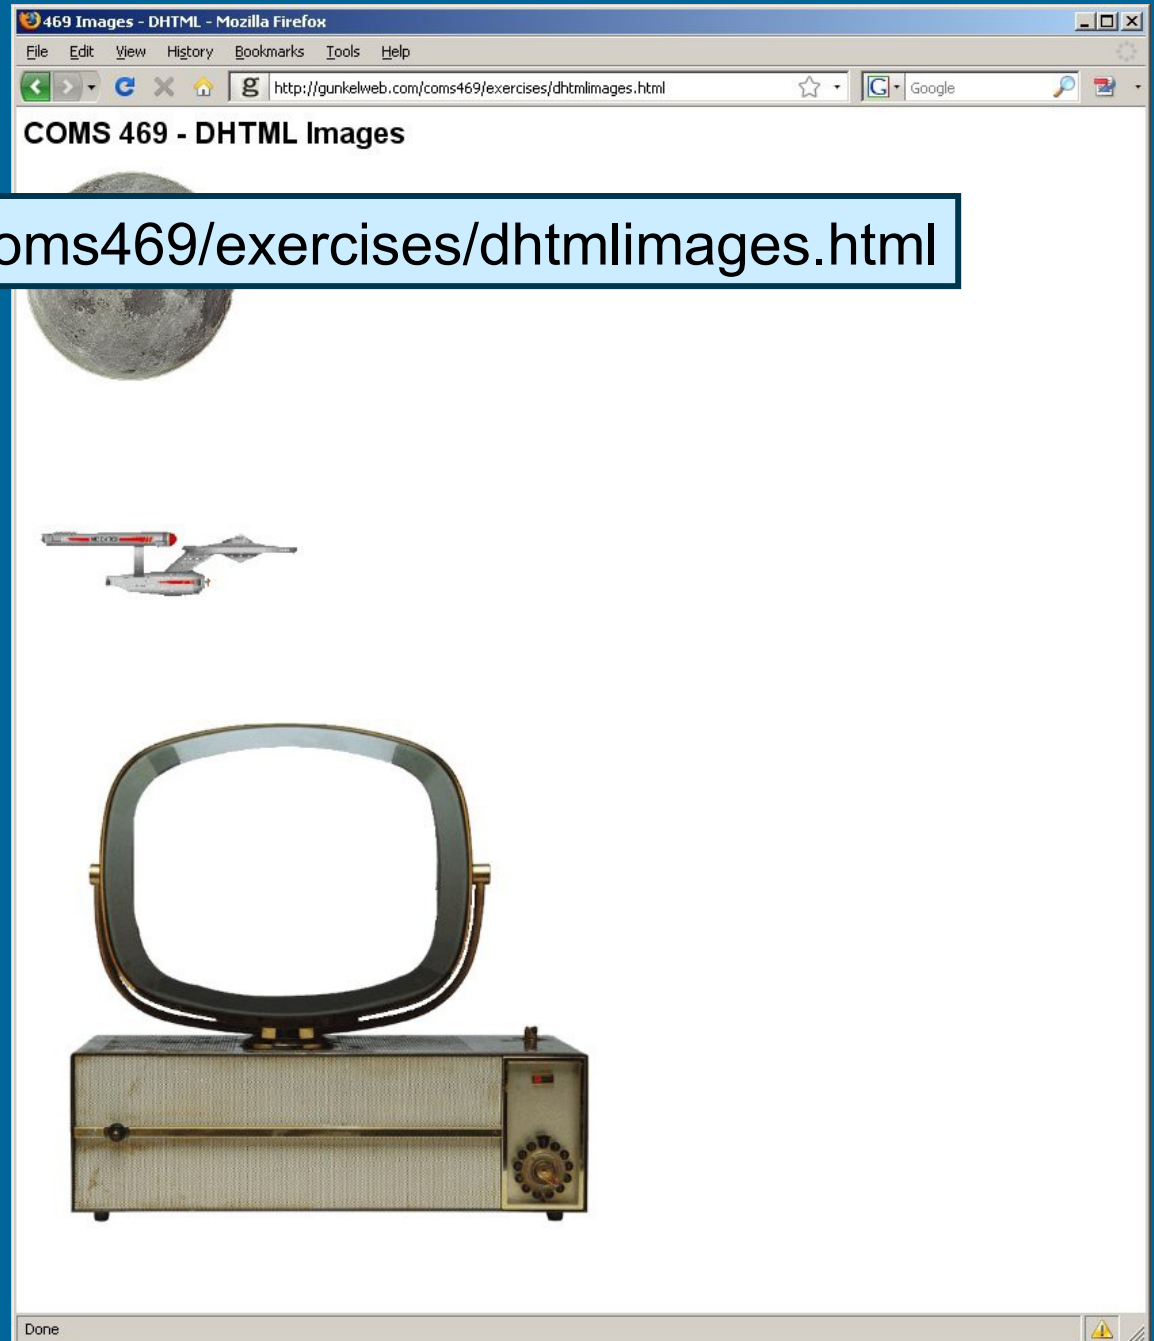 469 Images - DHTML - Mozilla Firefox
File Edit View History Bookmarks Tools Help
g http://gunkelweb.com/coms469/exercises/dhtmlimages.html G Google
COMS 469 - DHTML Images
oms469/exercises/dhtmlimages.html
Done